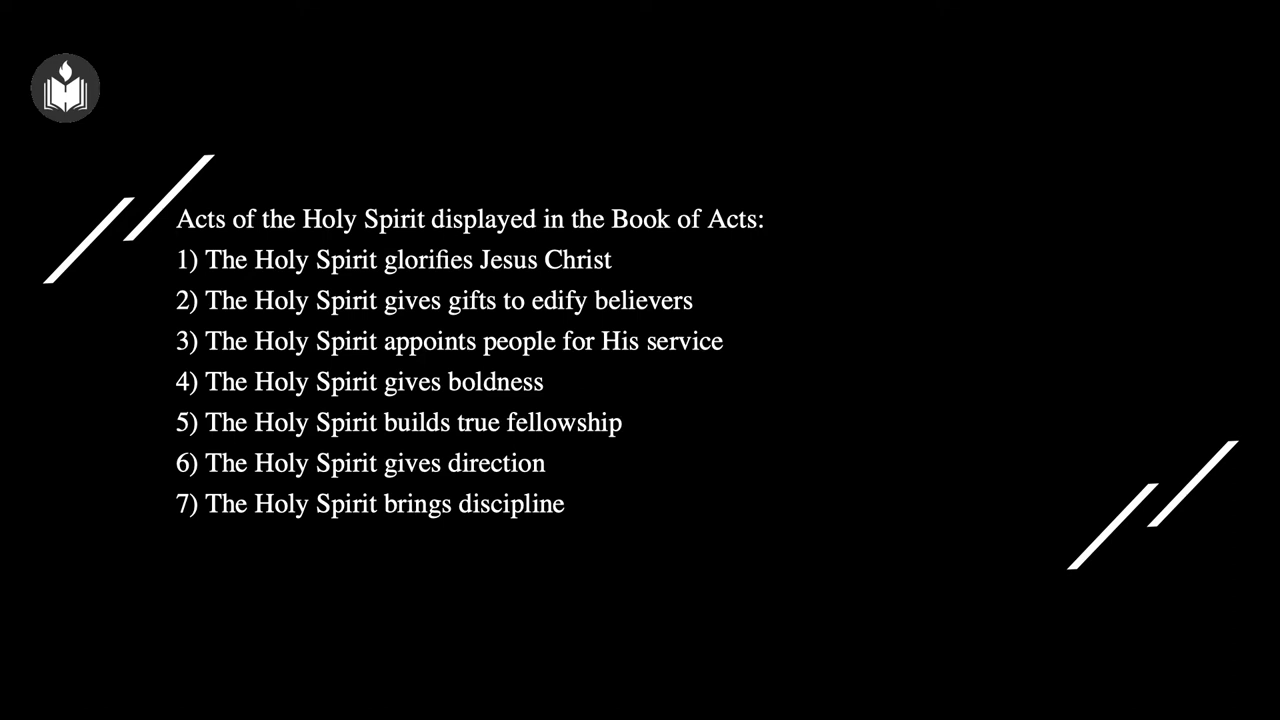 Acts of the Holy Spirit displayed in the Book of Acts:
1) The Holy Spirit glorifies Jesus Christ
2) The Holy Spirit gives gifts to edify believers
3) The Holy Spirit appoints people for His service
4) The Holy Spirit gives boldness
5) The Holy Spirit builds true fellowship
6) The Holy Spirit gives direction
7) The Holy Spirit brings discipline